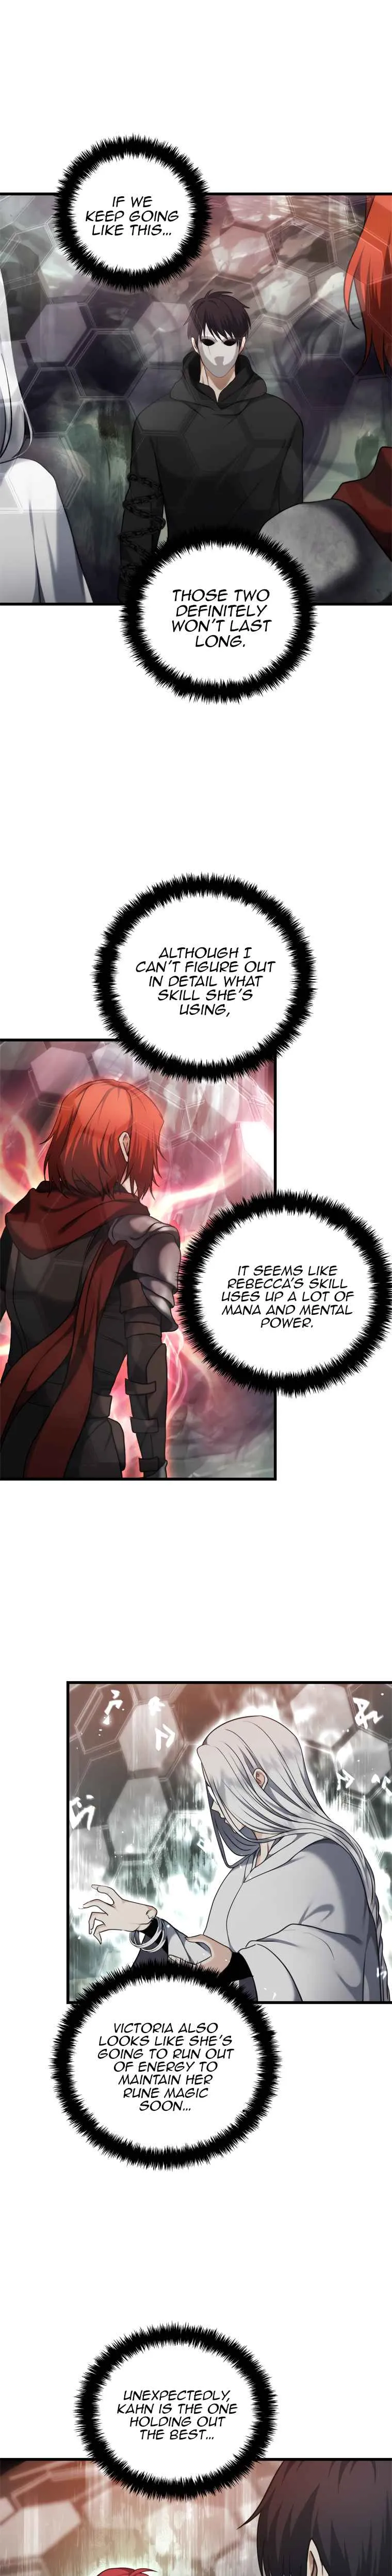 IF WE
KEEP GOING
LIKE THIS...
THOSE TWO
DEFINITELY
WON'T LAST
LONG.
ALTHOUGH I
CAN'T FIGURE OUT
IN DETAIL WHAT
SKILL SHE'S
USING,
IT SEEMS LIKE
REBECCA'S SKILL
USES UP A LOT OF
MANA AND MENTAL
POWER.
VICTORIA ALSO
LOOKS LIKE SHE'S
GOING TO RUN OUT
OF ENERGY TO
MAINTAIN HER
RUNE MAGIC
SOON...
UNEXPECTEDLY,
KAHN IS THE ONE
HOLDING OUT
THE BEST...